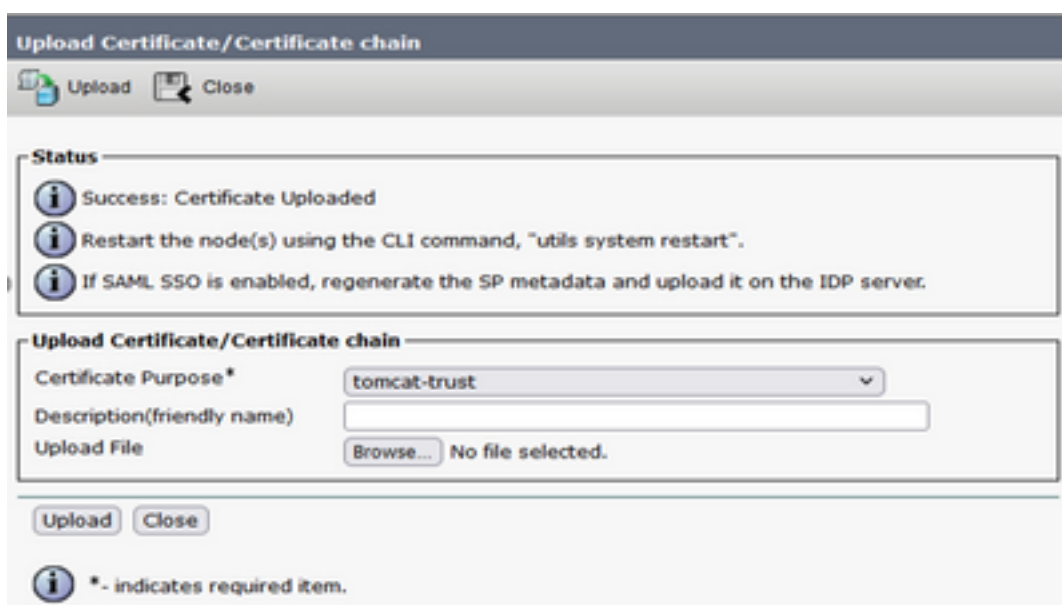 Upload Certificate/Certificate chain
Upload Close
Status
Success: Certificate Uploaded
Restart the node(s) using the CLI command, "utils system restart".
If SAML SSO is enabled, regenerate the SP metadata and upload it on the IDP server.
Upload Certificate/Certificate chain
Certificate Purpose* tomcat-trust
Description(friendly name)
Upload File Browse... No file selected.
Upload Close
*- indicates required item.